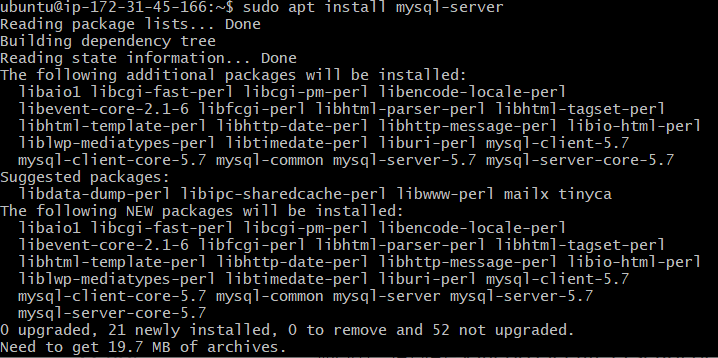 ubuntu@ip-172-31-45-166:~$ sudo apt install mysql-server
Reading package lists... Done
Building dependency tree
Reading state information... Done
The following additional packages will be installed:
  libaio1 libcgi-fast-perl libcgi-pm-perl libencode-locale-perl
  libevent-core-2.1-6 libfcgi-perl libhtml-parser-perl libhtml-tagset-perl
  libhtml-template-perl libhttp-date-perl libhttp-message-perl libio-html-perl
  liblwp-mediatypes-perl libtimedate-perl liburi-perl mysql-client-5.7
  mysql-client-core-5.7 mysql-common mysql-server-5.7 mysql-server-core-5.7
Suggested packages:
  libdata-dump-perl libipc-sharedcache-perl libwww-perl mailx tinyca
The following NEW packages will be installed:
  libaio1 libcgi-fast-perl libcgi-pm-perl libencode-locale-perl
  libevent-core-2.1-6 libfcgi-perl libhtml-parser-perl libhtml-tagset-perl
  libhtml-template-perl libhttp-date-perl libhttp-message-perl libio-html-perl
  liblwp-mediatypes-perl libtimedate-perl liburi-perl mysql-client-5.7
  mysql-client-core-5.7 mysql-common mysql-server mysql-server-5.7
  mysql-server-core-5.7
0 upgraded, 21 newly installed, 0 to remove and 52 not upgraded.
Need to get 19.7 MB of archives.